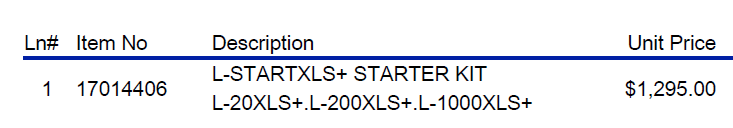 Ln# Item No Description Unit Price
L-STARTXLS+ STARTER KIT
1 17014406 $1,295.00
L-20XLS+.L-200XLS+.L-1000XLS+